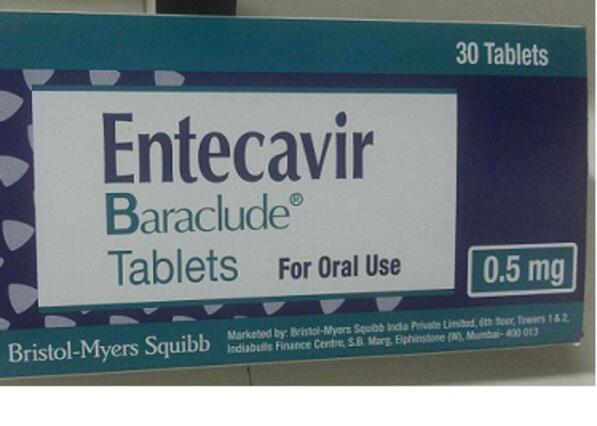 30 Tablets
Entecavir
Baraclude®
Tablets For Oral Use
0.5 mg
Bristol-Myers Squibb
Marketed by: Bristol-Myers Squibb India Private Limited, 6th floor, Towers 1 & 2,
Indiabulls Finance Centre, S.B. Marg, Elphinstone (W), Mumbai- 400 013